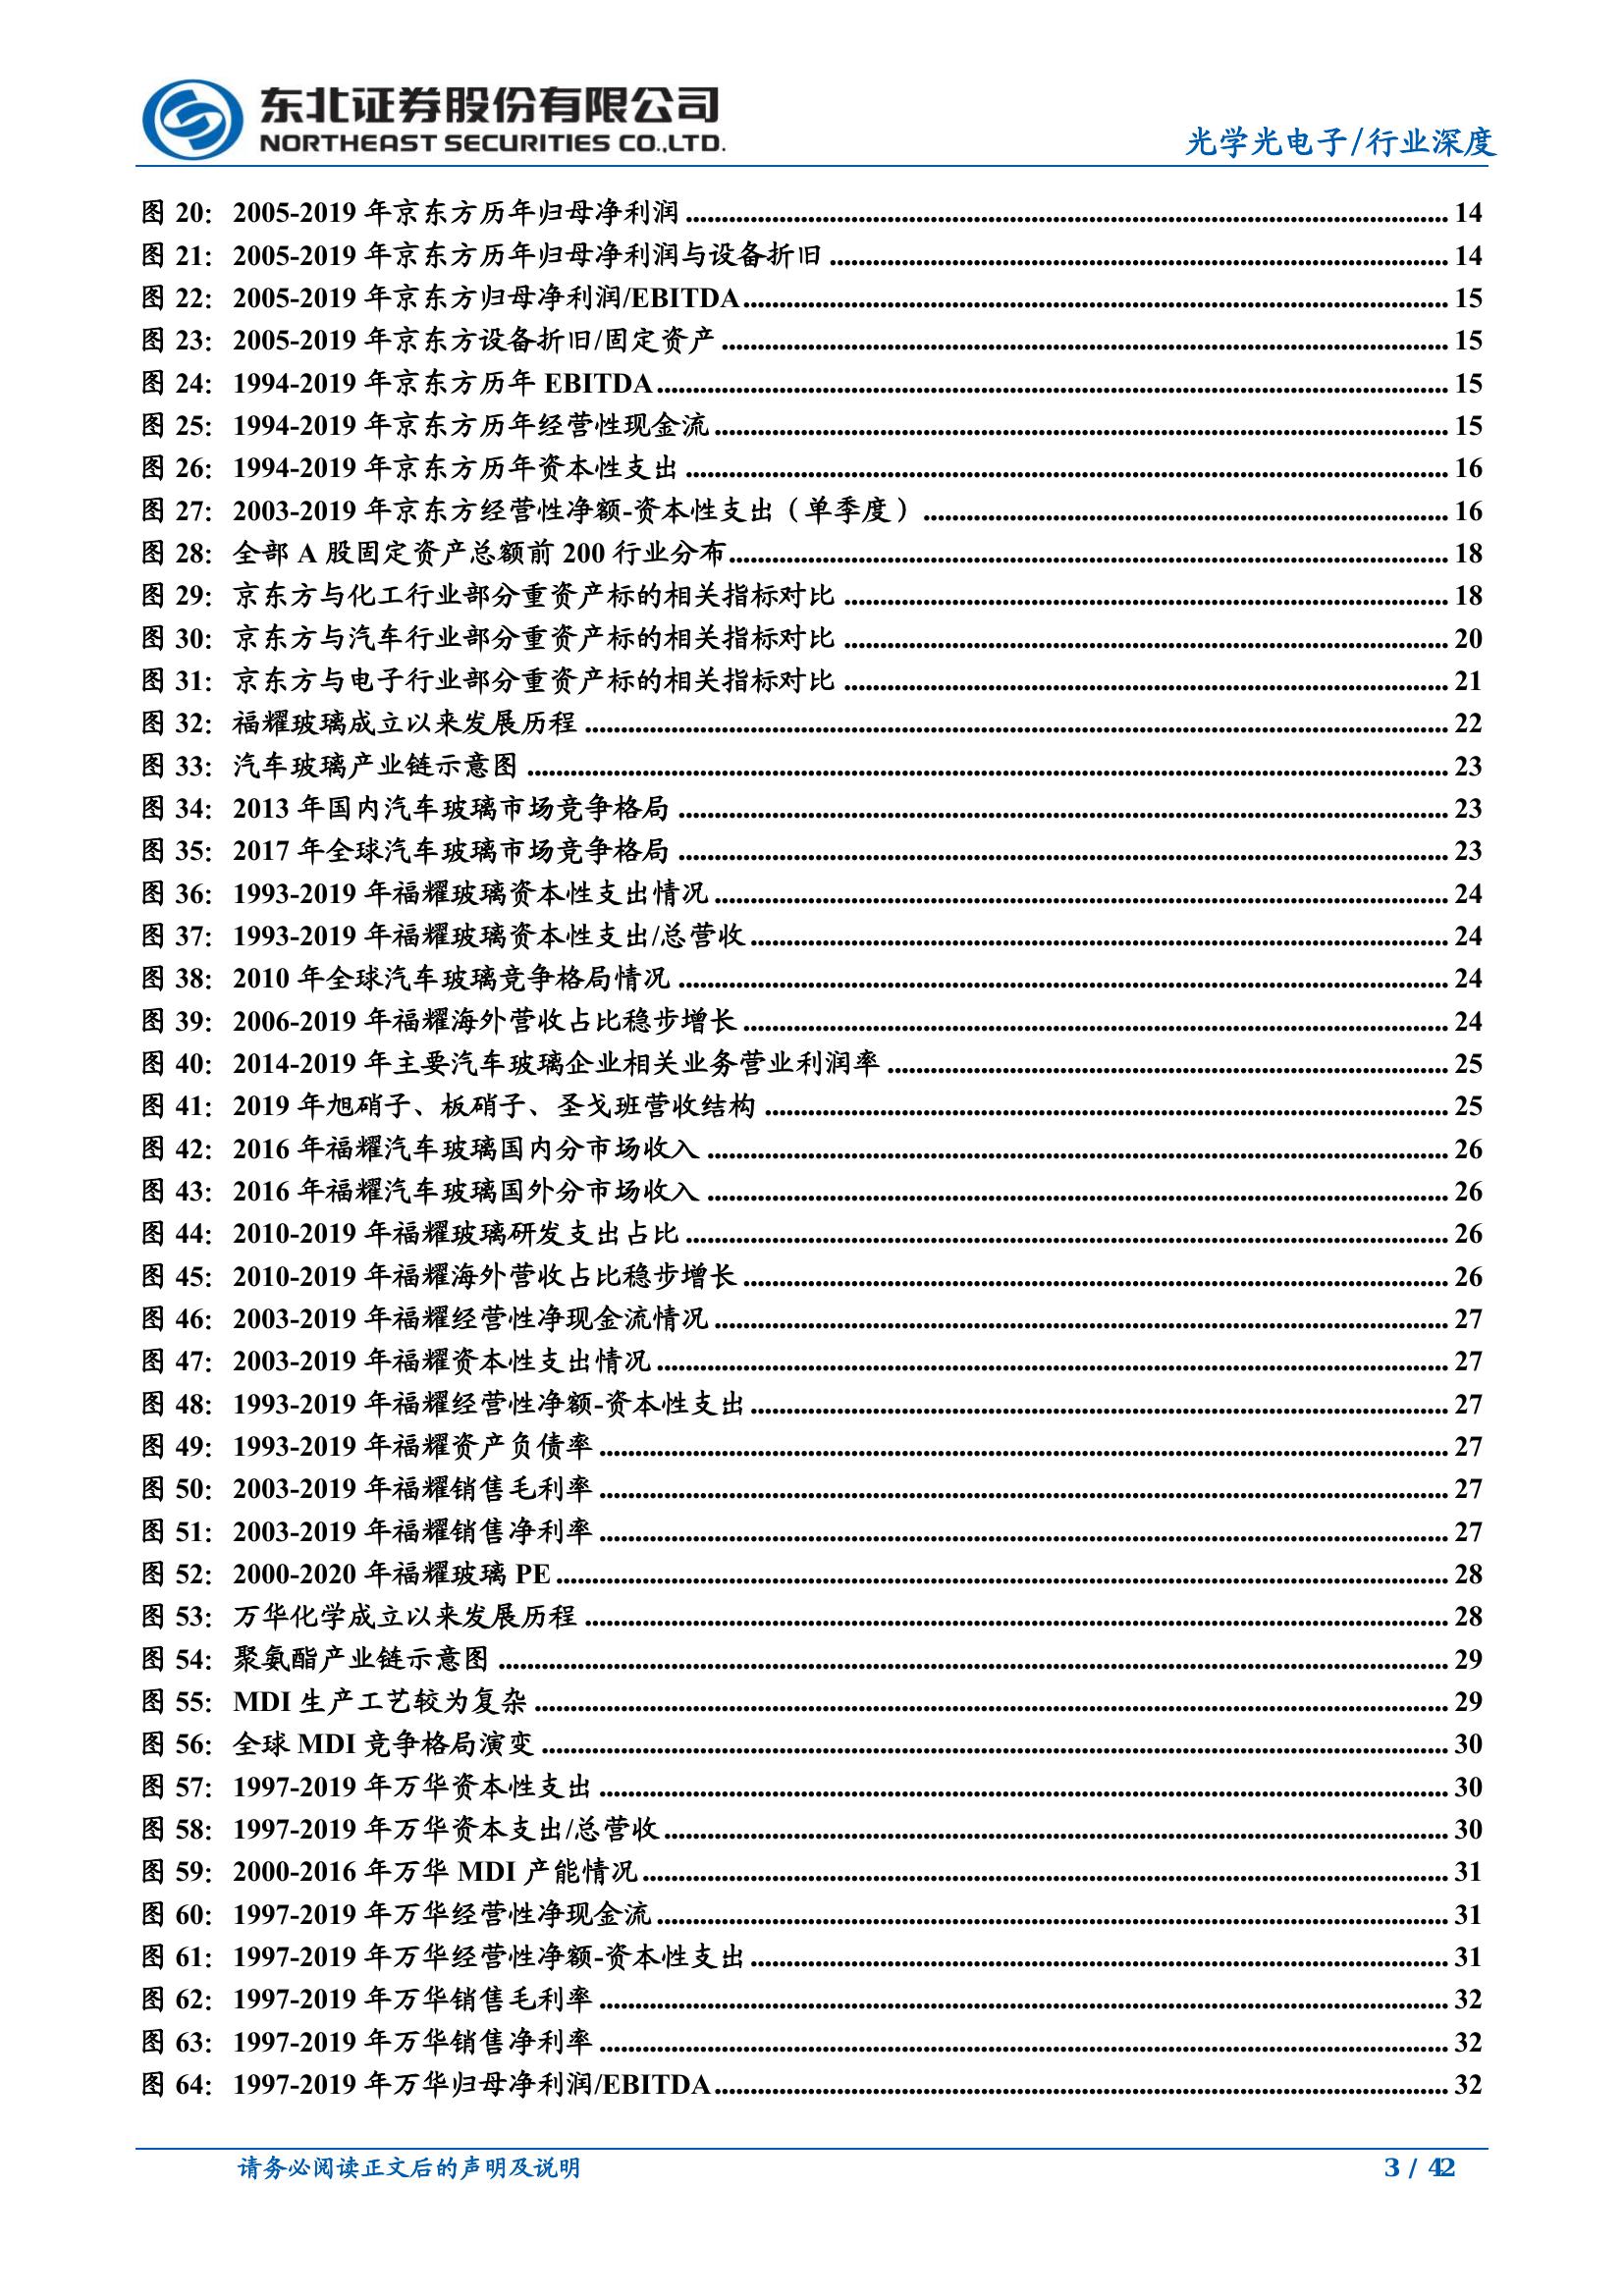 东北证券股份有限公司
NORTHEAST SECURITIES CO.,LTD.
光学光电子/行业深度
图 20: 2005-2019 年京东方历年归母净利润 14
图 21: 2005-2019 年京东方历年归母净利润与设备折旧 14
图 22: 2005-2019 年京东方归母净利润/EBITDA 15
图 23: 2005-2019 年京东方设备折旧/固定资产 15
图 24: 1994-2019 年京东方历年 EBITDA 15
图 25: 1994-2019 年京东方历年经营性现金流 15
图 26: 1994-2019 年京东方历年资本性支出 16
图 27: 2003-2019 年京东方经营性净额-资本性支出（单季度） 16
图 28: 全部 A 股固定资产总额前 200 行业分布 18
图 29: 京东方与化工行业部分重资产标的相关指标对比 18
图 30: 京东方与汽车行业部分重资产标的相关指标对比 20
图 31: 京东方与电子行业部分重资产标的相关指标对比 21
图 32: 福耀玻璃成立以来发展历程 22
图 33: 汽车玻璃产业链示意图 23
图 34: 2013 年国内汽车玻璃市场竞争格局 23
图 35: 2017 年全球汽车玻璃市场竞争格局 23
图 36: 1993-2019 年福耀玻璃资本性支出情况 24
图 37: 1993-2019 年福耀玻璃资本性支出/总营收 24
图 38: 2010 年全球汽车玻璃竞争格局情况 24
图 39: 2006-2019 年福耀海外营收占比稳步增长 24
图 40: 2014-2019 年主要汽车玻璃企业相关业务营业利润率 25
图 41: 2019 年旭硝子、板硝子、圣戈班营收结构 25
图 42: 2016 年福耀汽车玻璃国内分市场收入 26
图 43: 2016 年福耀汽车玻璃国外分市场收入 26
图 44: 2010-2019 年福耀玻璃研发支出占比 26
图 45: 2010-2019 年福耀海外营收占比稳步增长 26
图 46: 2003-2019 年福耀经营性净现金流情况 27
图 47: 2003-2019 年福耀资本性支出情况 27
图 48: 1993-2019 年福耀经营性净额-资本性支出 27
图 49: 1993-2019 年福耀资产负债率 27
图 50: 2003-2019 年福耀销售毛利率 27
图 51: 2003-2019 年福耀销售净利率 27
图 52: 2000-2020 年福耀玻璃 PE 28
图 53: 万华化学成立以来发展历程 28
图 54: 聚氨酯产业链示意图 29
图 55: MDI 生产工艺较为复杂 29
图 56: 全球 MDI 竞争格局演变 30
图 57: 1997-2019 年万华资本性支出 30
图 58: 1997-2019 年万华资本支出/总营收 30
图 59: 2000-2016 年万华 MDI 产能情况 31
图 60: 1997-2019 年万华经营性净现金流 31
图 61: 1997-2019 年万华经营性净额-资本性支出 31
图 62: 1997-2019 年万华销售毛利率 32
图 63: 1997-2019 年万华销售净利率 32
图 64: 1997-2019 年万华归母净利润/EBITDA 32
请务必阅读正文后的声明及说明 3 / 42